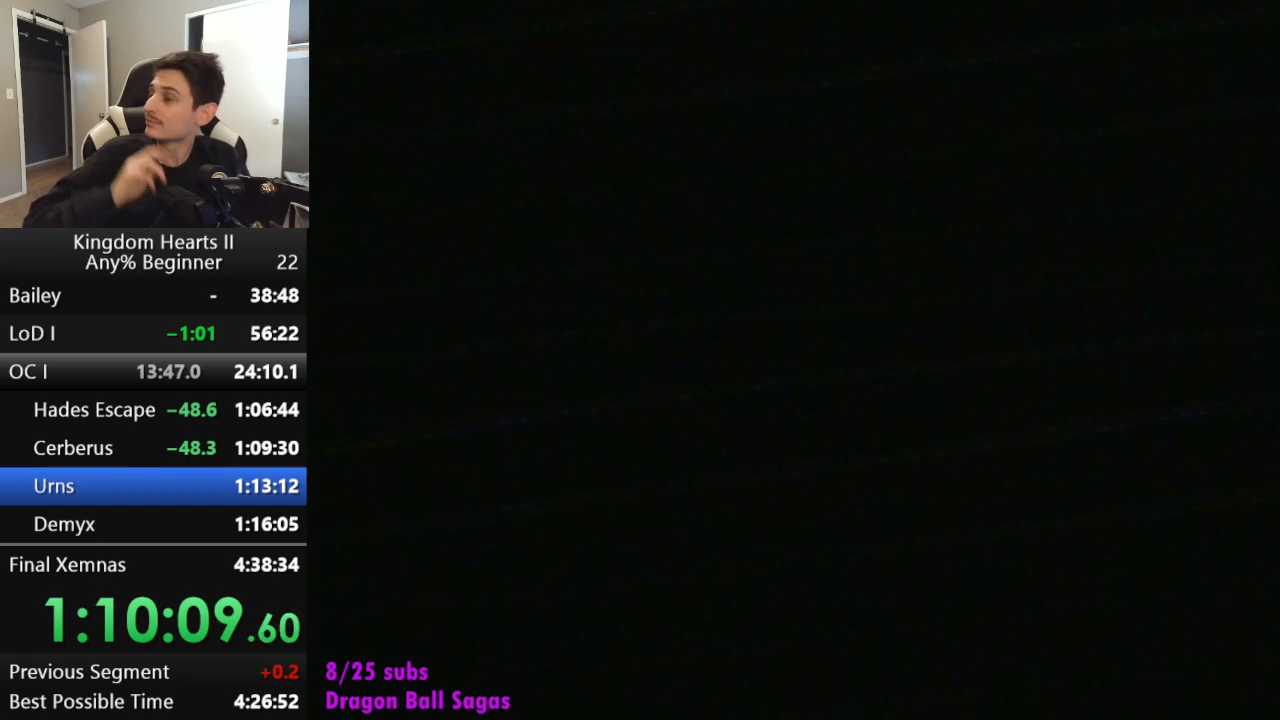 Kingdom Hearts II
Any% Beginner 22
Bailey - 38:48
LoD I −1:01 56:22
OC I 13:47.0 24:10.1
Hades Escape −48.6 1:06:44
Cerberus −48.3 1:09:30
Urns 1:13:12
Demyx 1:16:05
Final Xemnas 4:38:34
1:10:09.60
Previous Segment +0.2
Best Possible Time 4:26:52
8/25 subs
Dragon Ball Sagas